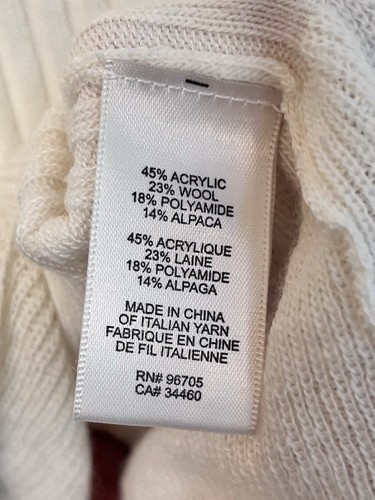 45% ACRYLIC
23% WOOL
18% POLYAMIDE
14% ALPACA
45% ACRYLIQUE
23% LAINE
18% POLYAMIDE
14% ALPAGA
MADE IN CHINA
OF ITALIAN YARN
FABRIQUE EN CHINE
DE FIL ITALIENNE
RN# 96705
CA# 34460